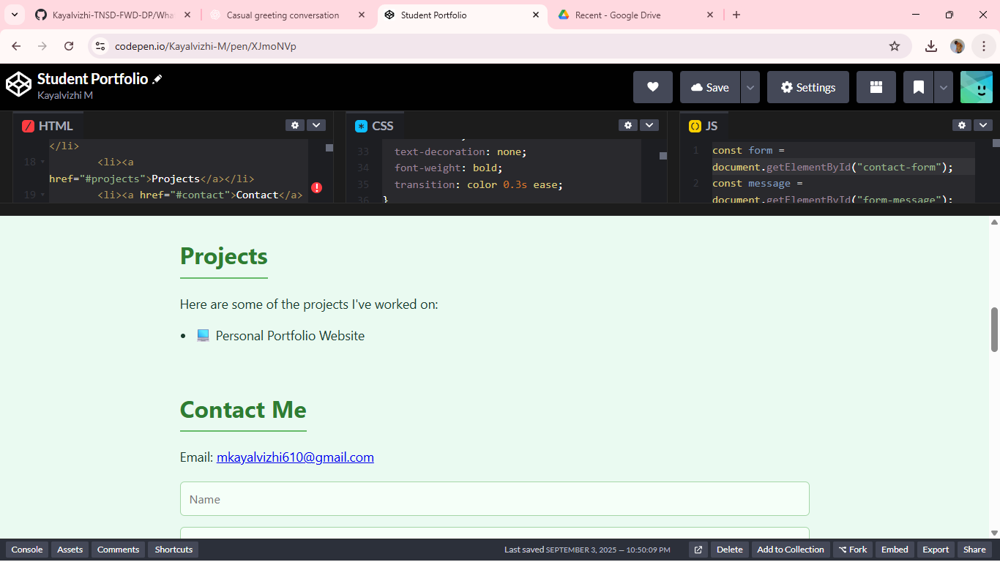 Kayalvizhi-TNSD-FWD-DP/Wha
Casual greeting conversation
Student Portfolio
Recent - Google Drive
codepen.io/Kayalvizhi-M/pen/XJmoNVp
Student Portfolio
Kayalvizhi M
Save
Settings
HTML
</li>
18 <li><a
href="#projects">Projects</a></li>
19 <li><a href="#contact">Contact</a>
CSS
33 text-decoration: none;
34 font-weight: bold;
35 transition: color 0.3s ease;
36 }
JS
1 const form =
document.getElementById("contact-form");
2 const message =
document.getElementById("form-message");
Projects
Here are some of the projects I've worked on:
• 💻 Personal Portfolio Website
Contact Me
Email: mkayalvizhi610@gmail.com
Name
Console Assets Comments Shortcuts
Last saved SEPTEMBER 3, 2025 — 10:50:09 PM
Delete Add to Collection Fork Embed Export Share